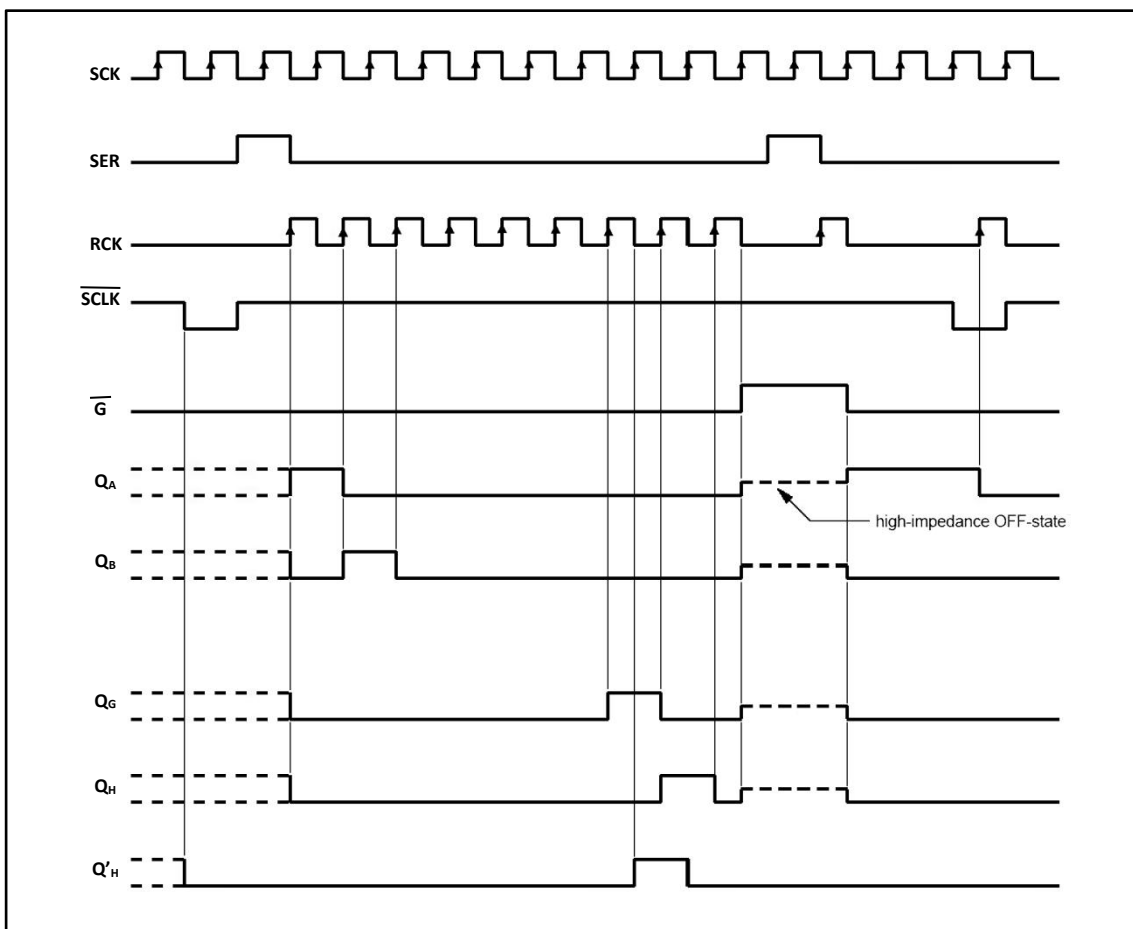 SCK
SER
RCK
SCLK
G
QA
high-impedance OFF-state
QB
QG
QH
Q'H